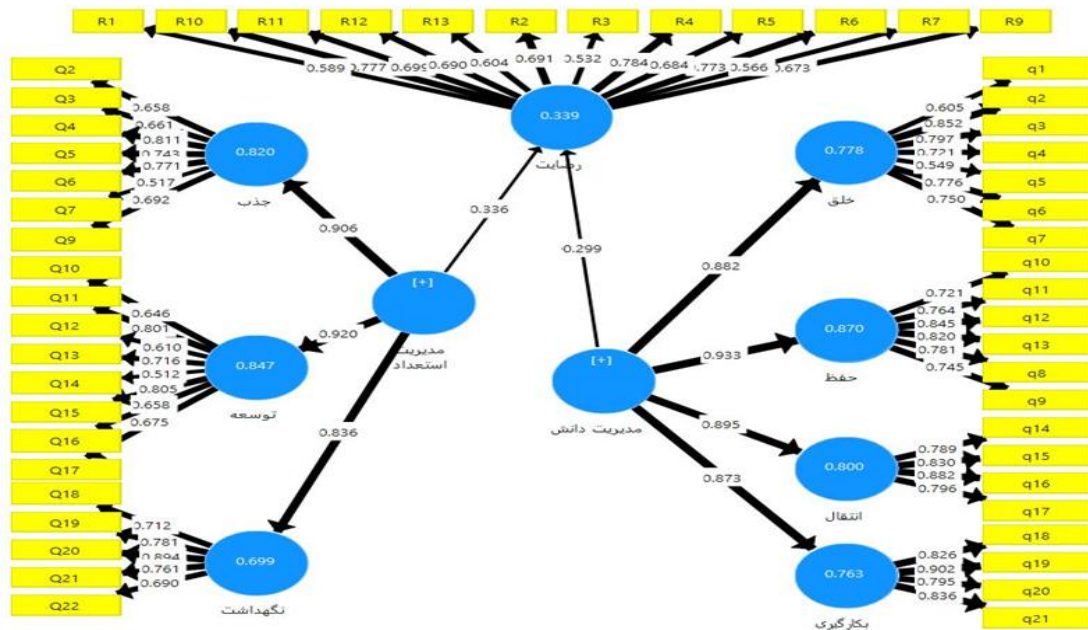 R1 R10 R11 R12 R13 R2 R3 R4 R5 R6 R7 R9
0.589 0.777 0.699 0.690 0.604 0.691 0.532 0.784 0.684 0.773 0.566 0.673
0.339
رضایت
Q2
Q3
Q4
Q5
Q6
Q7
Q9
0.658
0.661
0.811
0.743
0.771
0.517
0.692
0.820
جذب
0.906
Q10
Q11
Q12
Q13
Q14
Q15
Q16
Q17
0.646
0.801
0.610
0.716
0.512
0.805
0.658
0.675
0.847
توسعه
0.920
Q18
Q19
Q20
Q21
Q22
0.712
0.781
0.894
0.761
0.690
0.699
نگهداشت
0.836
[+]
مدیریت
استعداد
0.336
0.299
[+]
مدیریت دانش
0.882
0.933
0.895
0.873
0.778
خلق
0.605
0.852
0.797
0.721
0.549
0.776
0.750
q1
q2
q3
q4
q5
q6
q7
0.870
حفظ
0.721
0.764
0.845
0.820
0.781
0.745
q10
q11
q12
q13
q8
q9
0.800
انتقال
0.789
0.830
0.882
0.796
q14
q15
q16
q17
0.763
بکارگیری
0.826
0.902
0.795
0.836
q18
q19
q20
q21